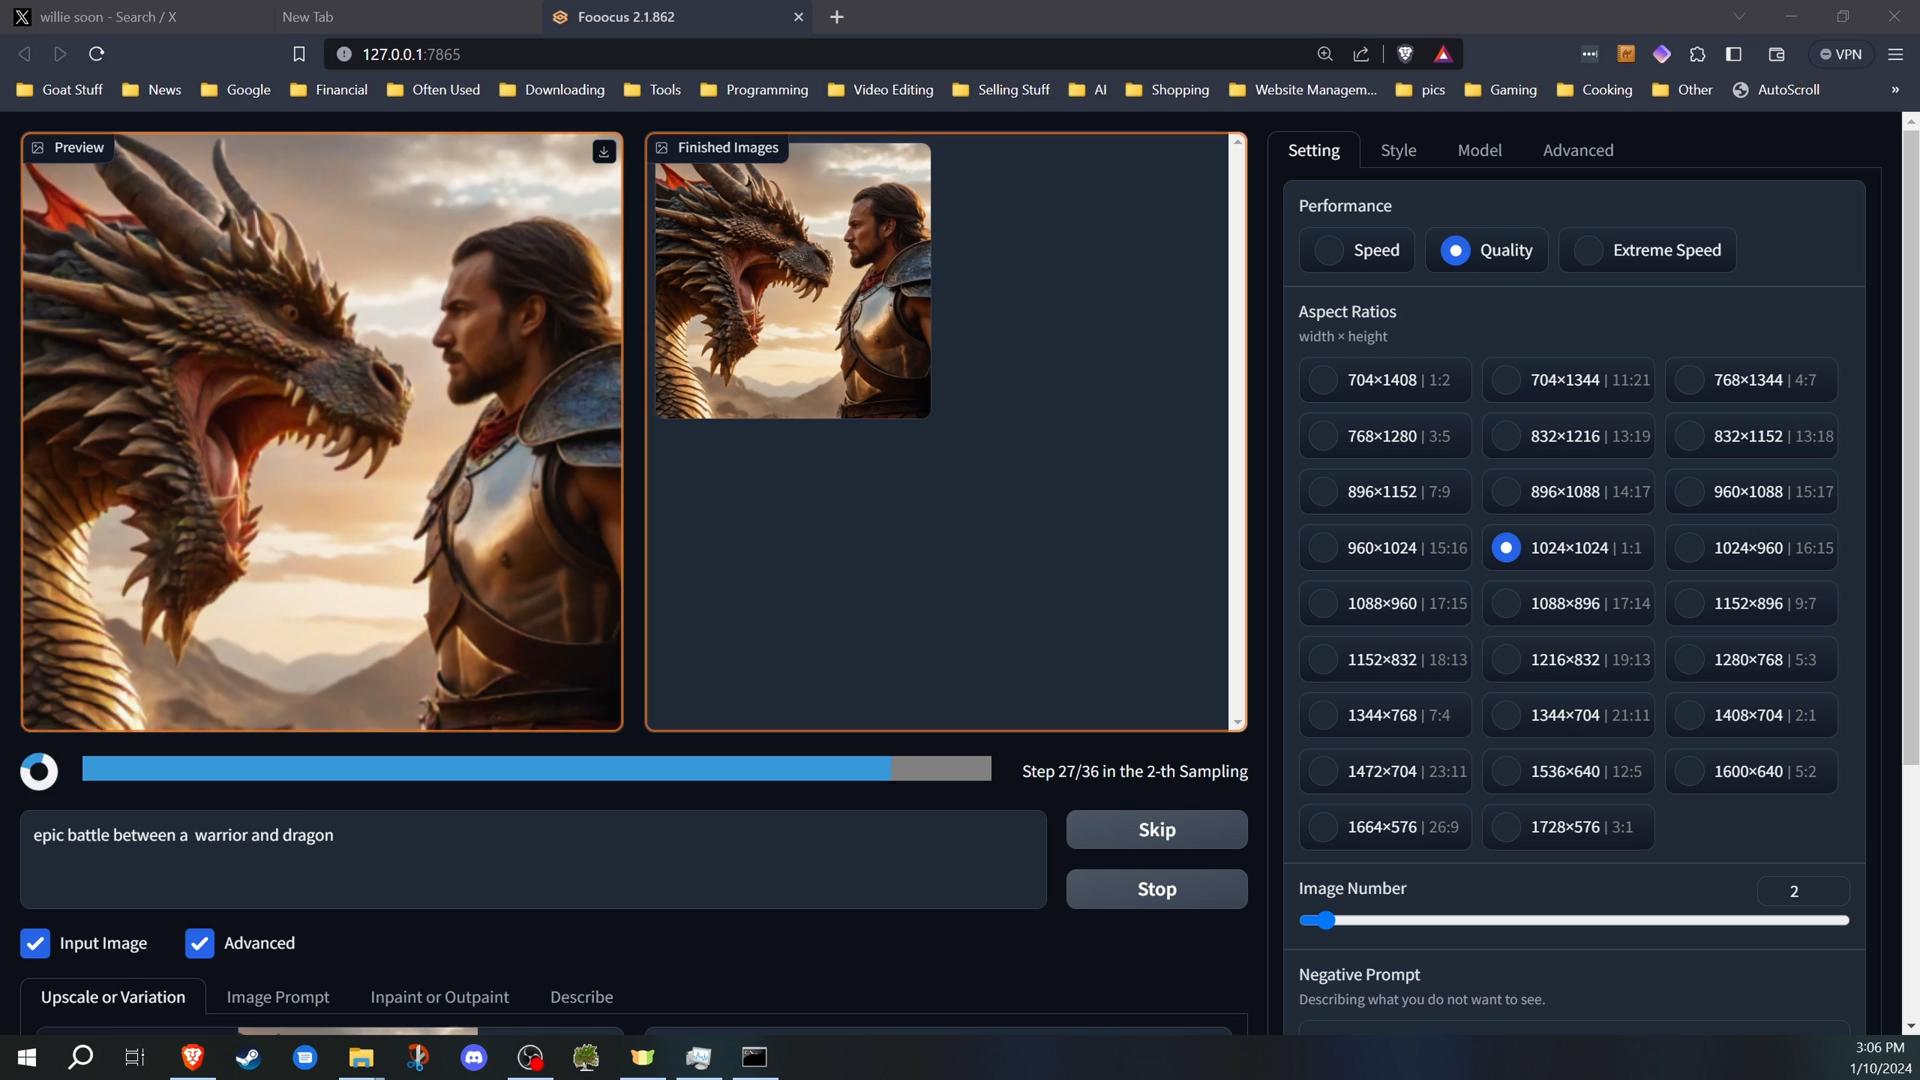 willie soon - Search / X
New Tab
Fooocus 2.1.862
127.0.0.1:7865
VPN
Goat Stuff
News
Google
Financial
Often Used
Downloading
Tools
Programming
Video Editing
Selling Stuff
AI
Shopping
Website Managem...
pics
Gaming
Cooking
Other
AutoScroll
»
Preview
Finished Images
Step 27/36 in the 2-th Sampling
epic battle between a  warrior and dragon
Skip
Stop
Input Image
Advanced
Upscale or Variation
Image Prompt
Inpaint or Outpaint
Describe
Setting
Style
Model
Advanced
Performance
Speed
Quality
Extreme Speed
Aspect Ratios
width × height
704×1408 | 1:2
704×1344 | 11:21
768×1344 | 4:7
768×1280 | 3:5
832×1216 | 13:19
832×1152 | 13:18
896×1152 | 7:9
896×1088 | 14:17
960×1088 | 15:17
960×1024 | 15:16
1024×1024 | 1:1
1024×960 | 16:15
1088×960 | 17:15
1088×896 | 17:14
1152×896 | 9:7
1152×832 | 18:13
1216×832 | 19:13
1280×768 | 5:3
1344×768 | 7:4
1344×704 | 21:11
1408×704 | 2:1
1472×704 | 23:11
1536×640 | 12:5
1600×640 | 5:2
1664×576 | 26:9
1728×576 | 3:1
Image Number
2
Negative Prompt
Describing what you do not want to see.
3:06 PM
1/10/2024